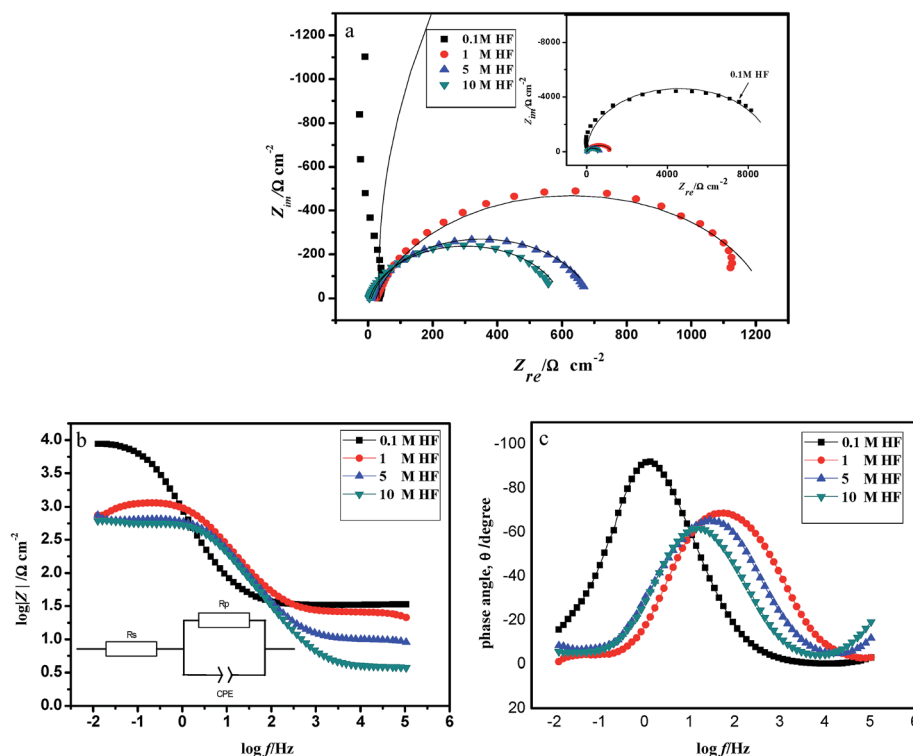 a
0.1M HF
1 M HF
5 M HF
10 M HF
-1300
-1200
-1000
-800
-600
-400
-200
0
Z_im/Ω cm⁻²
0 200 400 600 800 1000 1200
Z_re/Ω cm⁻²
-10000
-8000
-4000
0
Z_im/Ω cm⁻²
0.1M HF
0 4000 8000
Z_re/Ω cm⁻²
b
0.1 M HF
1 M HF
5 M HF
10 M HF
4.0
3.5
3.0
2.5
2.0
1.5
1.0
0.5
0.0
log|Z| /Ω cm⁻²
Rp
Rs
CPE
-2 -1 0 1 2 3 4 5 6
log f/Hz
c
0.1 M HF
1 M HF
5 M HF
10 M HF
-100
-80
-60
-40
-20
0
20
phase angle, θ /degree
-2 -1 0 1 2 3 4 5 6
log f/Hz